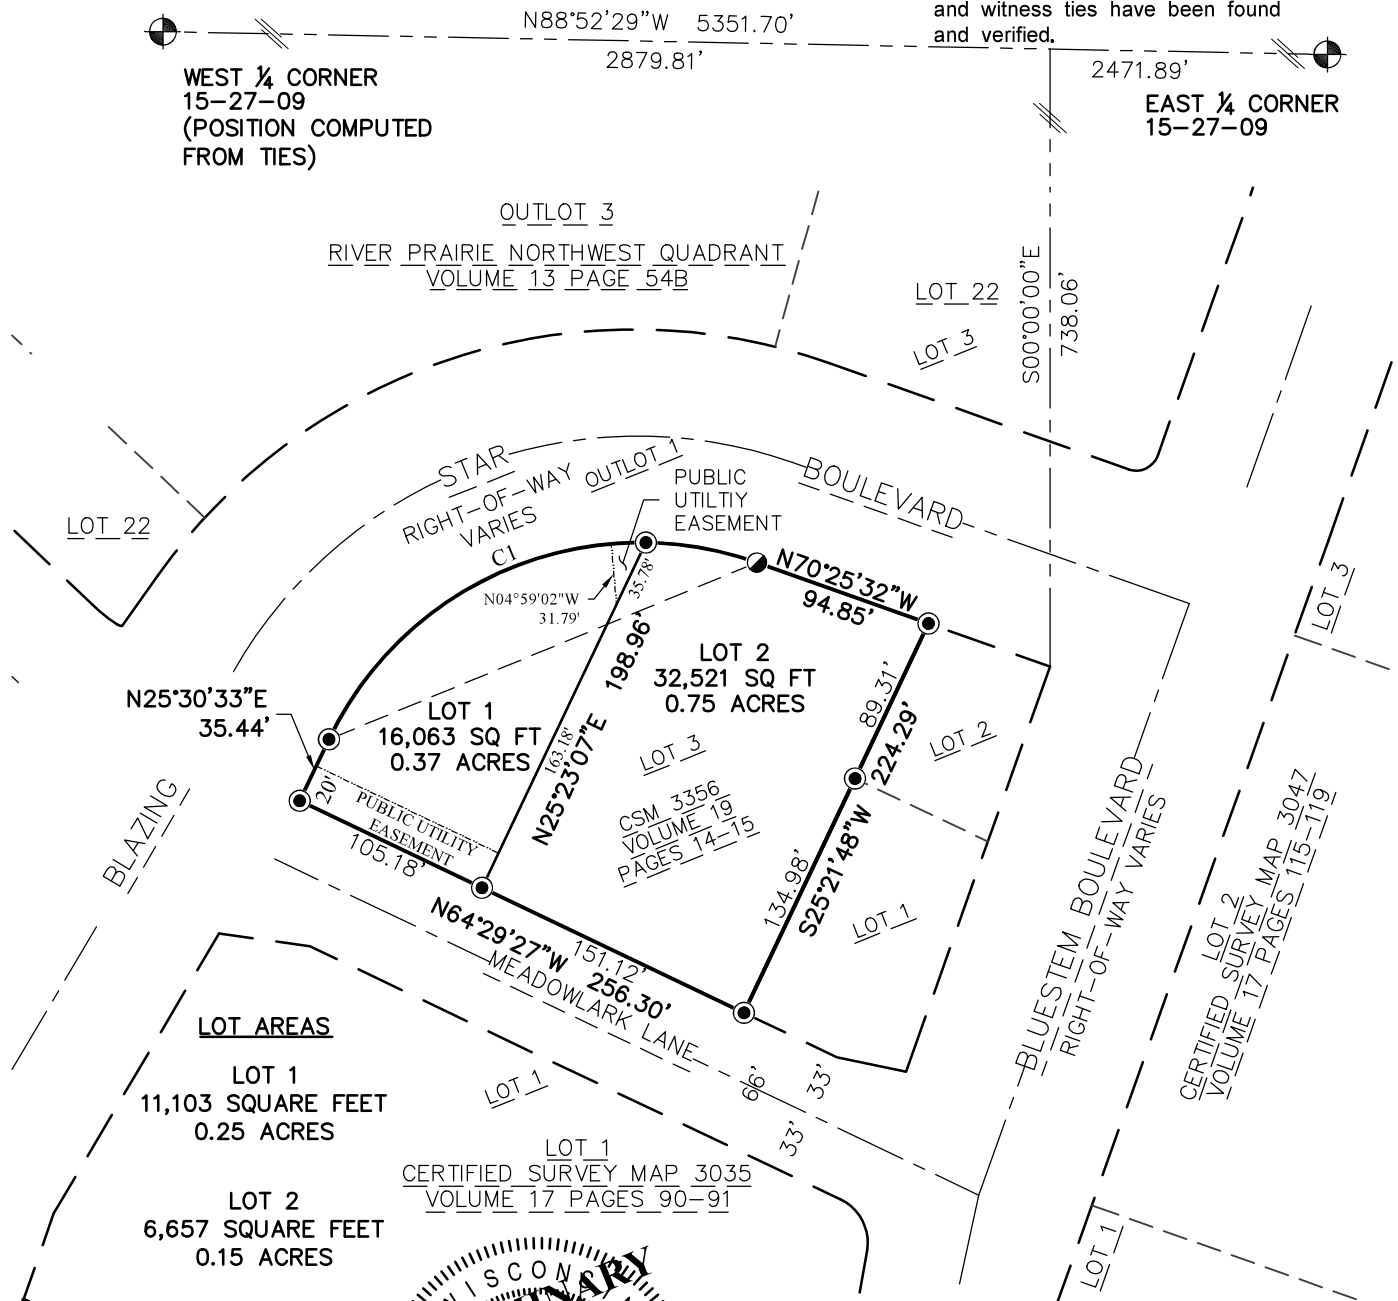 N88°52'29"W 5351.70'
and witness ties have been found
and verified.
2879.81'
2471.89'
WEST ¼ CORNER
15-27-09
(POSITION COMPUTED
FROM TIES)
EAST ¼ CORNER
15-27-09
OUTLOT 3
RIVER PRAIRIE NORTHWEST QUADRANT
VOLUME 13 PAGE 54B
LOT 22
LOT 3
S00°00'00"E
738.06'
LOT 22
STAR
BOULEVARD
RIGHT-OF-WAY
VARIES
OUTLOT 1
PUBLIC
UTILTIY
EASEMENT
C1
N04°59'02"W
31.79'
35.78'
N70°25'32"W
94.85'
LOT 3
LOT 2
32,521 SQ FT
0.75 ACRES
N25°30'33"E
35.44'
LOT 1
16,063 SQ FT
0.37 ACRES
N25°23'07"E 198.96'
163.18'
LOT 3
CSM 3356
VOLUME 19
PAGES 14-15
89.31'
224.29'
S25°21'48"W
134.98'
LOT 2
LOT 1
20'
PUBLIC UTILITY
EASEMENT
105.18'
N64°29'27"W 256.30'
151.12'
MEADOWLARK LANE
BLAZING
BLUESTEM BOULEVARD
RIGHT-OF-WAY VARIES
LOT 2
CERTIFIED SURVEY MAP 3047
VOLUME 17 PAGES 115-119
66'
33'
33'
LOT AREAS
LOT 1
11,103 SQUARE FEET
0.25 ACRES
LOT 2
6,657 SQUARE FEET
0.15 ACRES
LOT 1
LOT 1
CERTIFIED SURVEY MAP 3035
VOLUME 17 PAGES 90-91
LOT 1